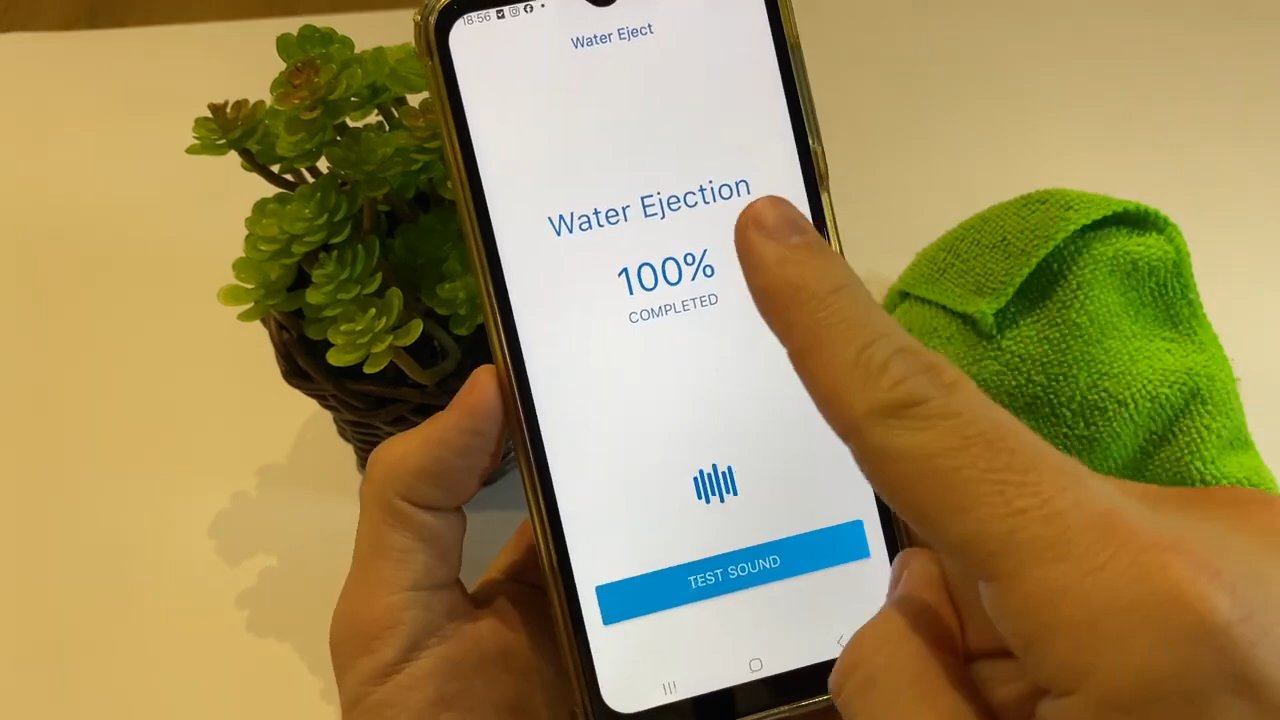 18:56
Water Eject
Water Ejection
100%
COMPLETED
TEST SOUND